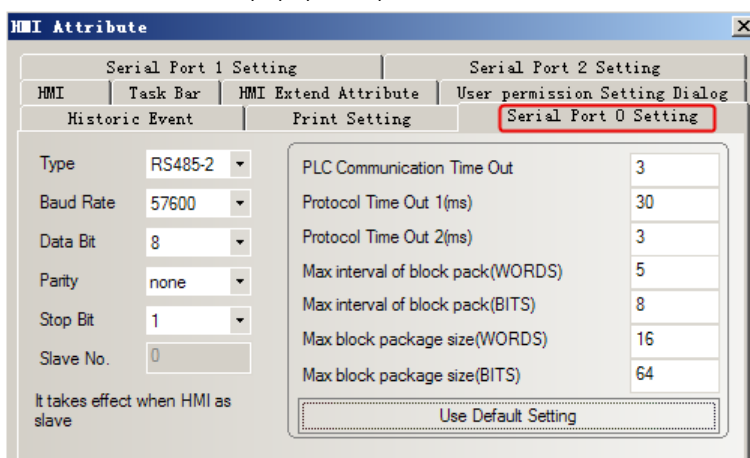 HMI Attribute
Serial Port 1 Setting
Serial Port 2 Setting
HMI
Task Bar
HMI Extend Attribute
User permission Setting Dialog
Historic Event
Print Setting
Serial Port 0 Setting
Type
RS485-2
Baud Rate
57600
Data Bit
8
Parity
none
Stop Bit
1
Slave No.
0
It takes effect when HMI as
slave
PLC Communication Time Out
3
Protocol Time Out 1(ms)
30
Protocol Time Out 2(ms)
3
Max interval of block pack(WORDS)
5
Max interval of block pack(BITS)
8
Max block package size(WORDS)
16
Max block package size(BITS)
64
Use Default Setting